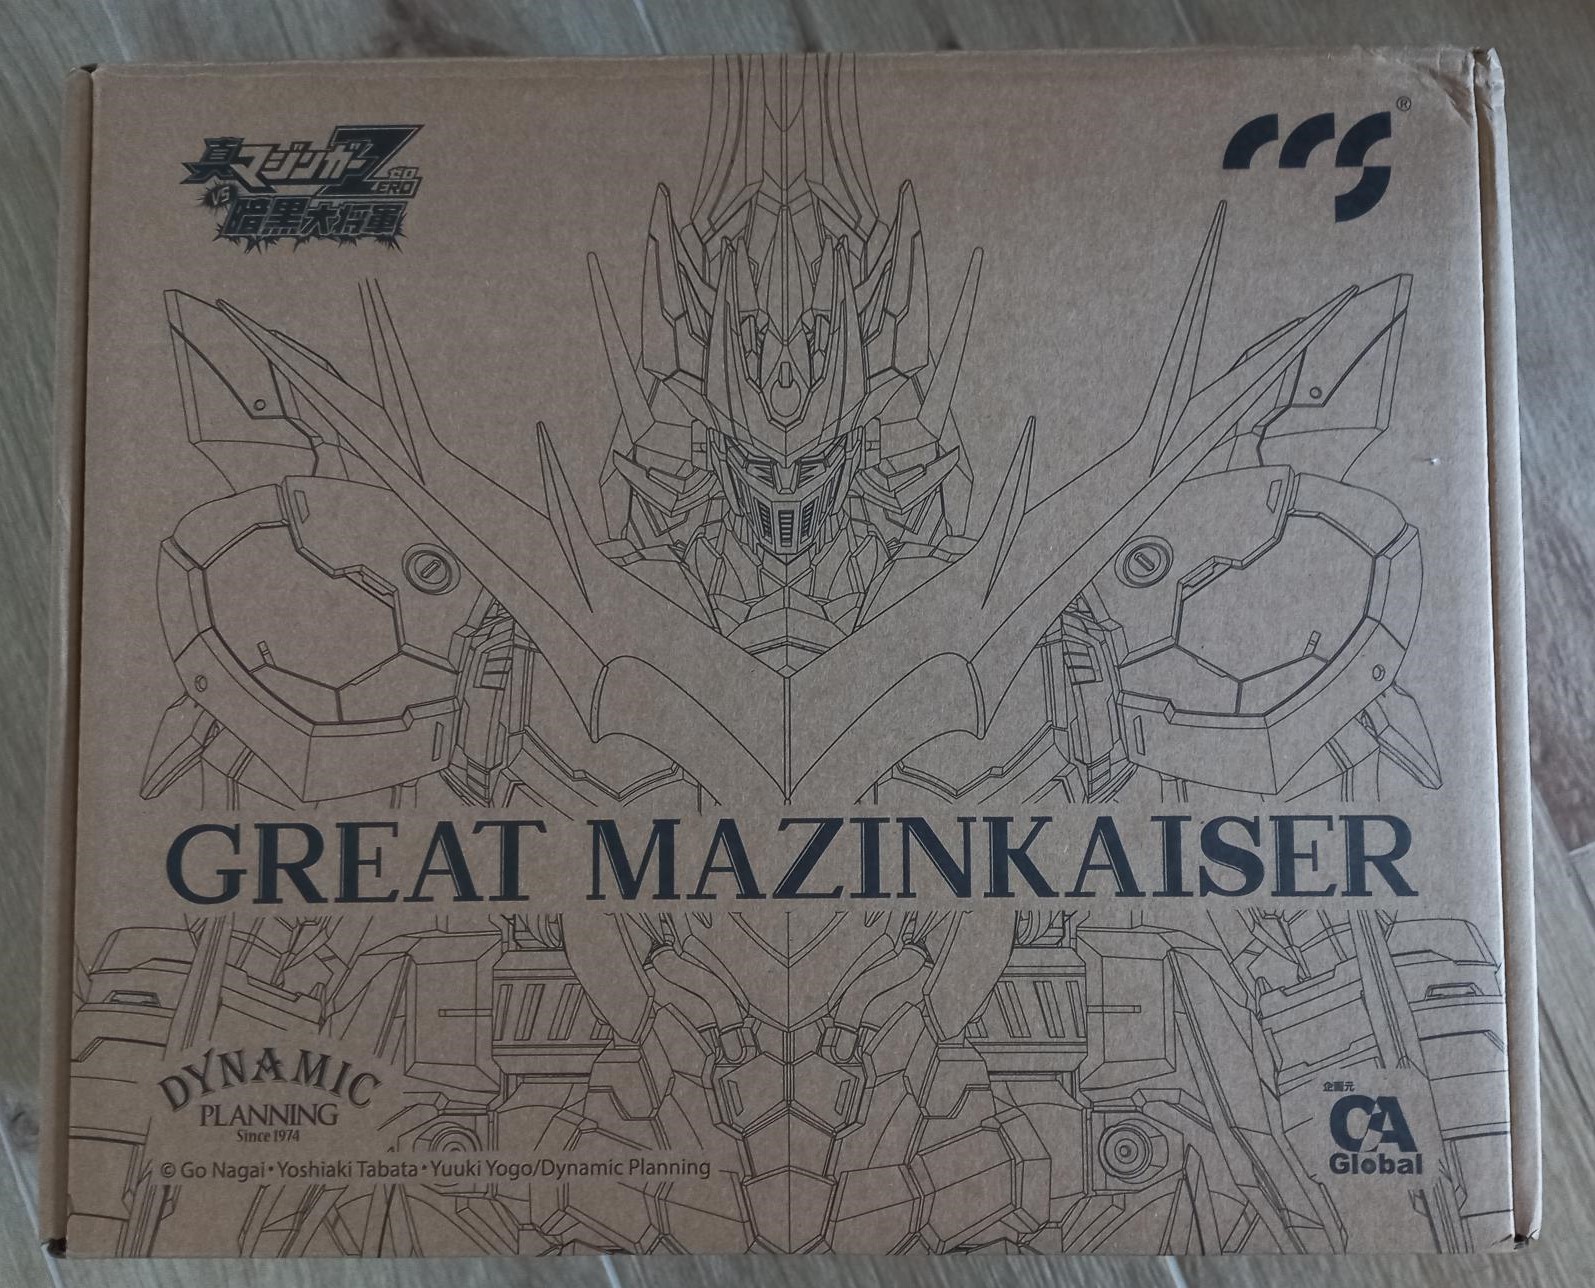 真マジンガーZERO
VS
暗黒大将軍
CCS®
GREAT MAZINKAISER
DYNAMIC
PLANNING
Since 1974
© Go Nagai・Yoshiaki Tabata・Yuuki Yogo/Dynamic Planning
企画元
CA
Global